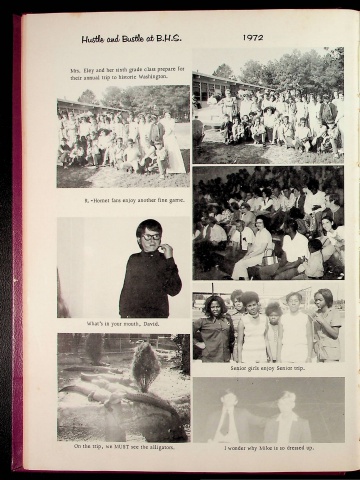 Hustle and Bustle at B.H.S. 1972
Mrs. Eley and her sixth grade class prepare for
their annual trip to historic Washington.
R.-Hornet fans enjoy another fine game.
What's in your mouth, David.
Senior girls enjoy Senior trip.
On the trip, we MUST see the alligators.
I wonder why Mike is so dressed up.